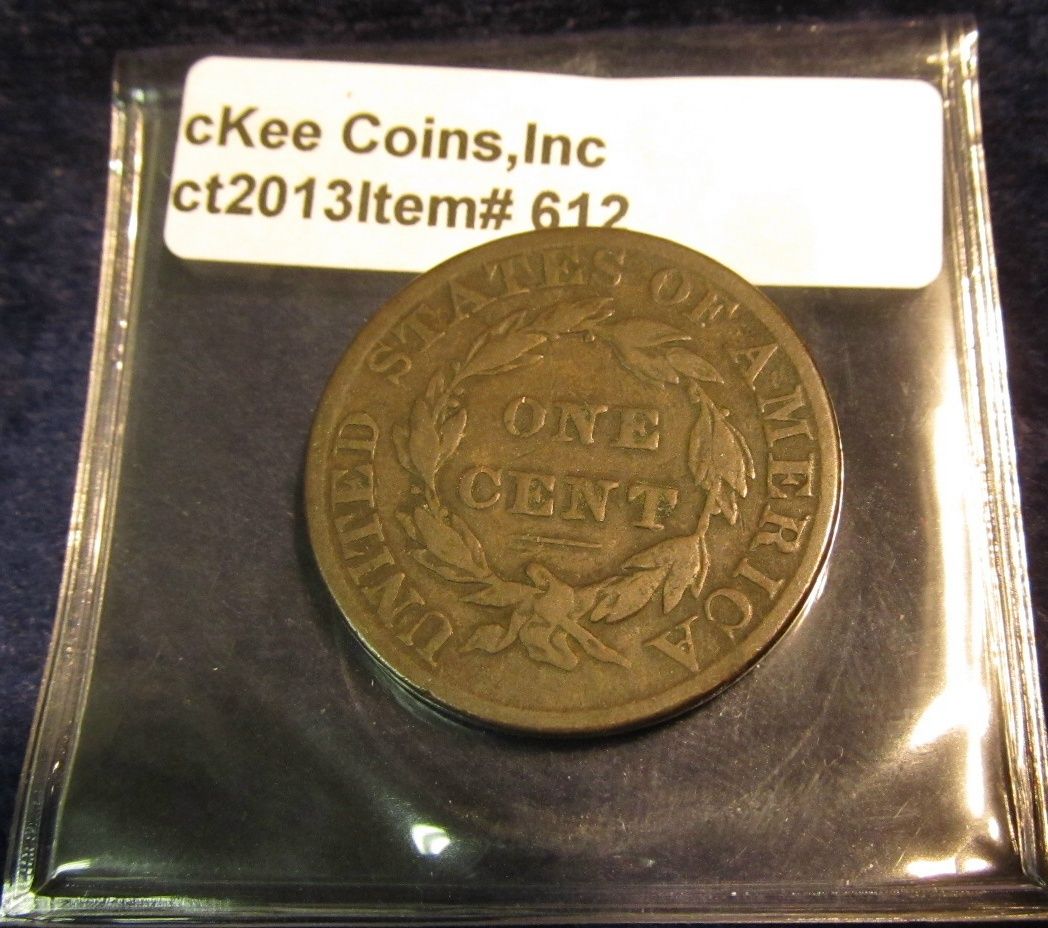 cKee Coins,Inc
ct2013Item# 612
UNITED STATES OF AMERICA
ONE
CENT